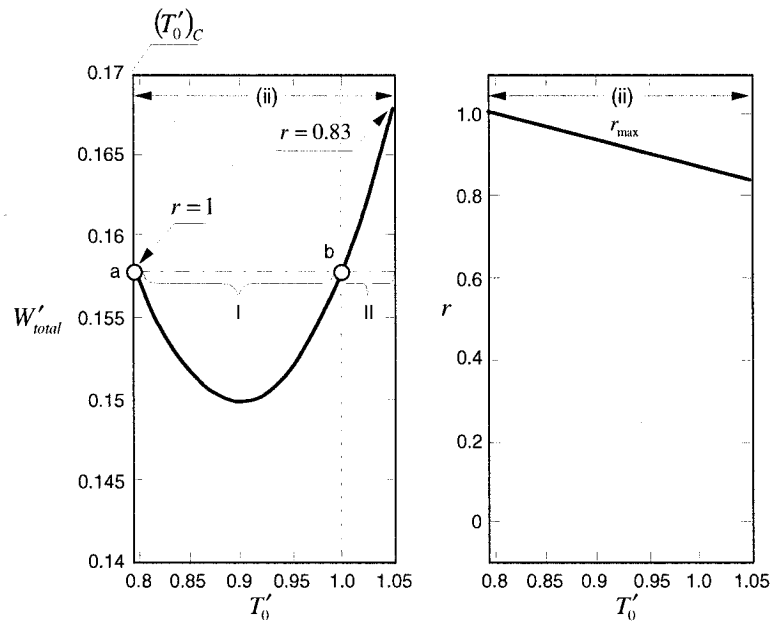 (T′₀)_C
0.17
(ii)
r = 0.83
0.165
r = 1
0.16
a
b
I
II
W′_total
0.155
0.15
0.145
0.14
0.8 0.85 0.9 0.95 1.0 1.05
T′₀
(ii)
1.0
r_max
0.8
0.6
r
0.4
0.2
0
0.8 0.85 0.9 0.95 1.0 1.05
T′₀